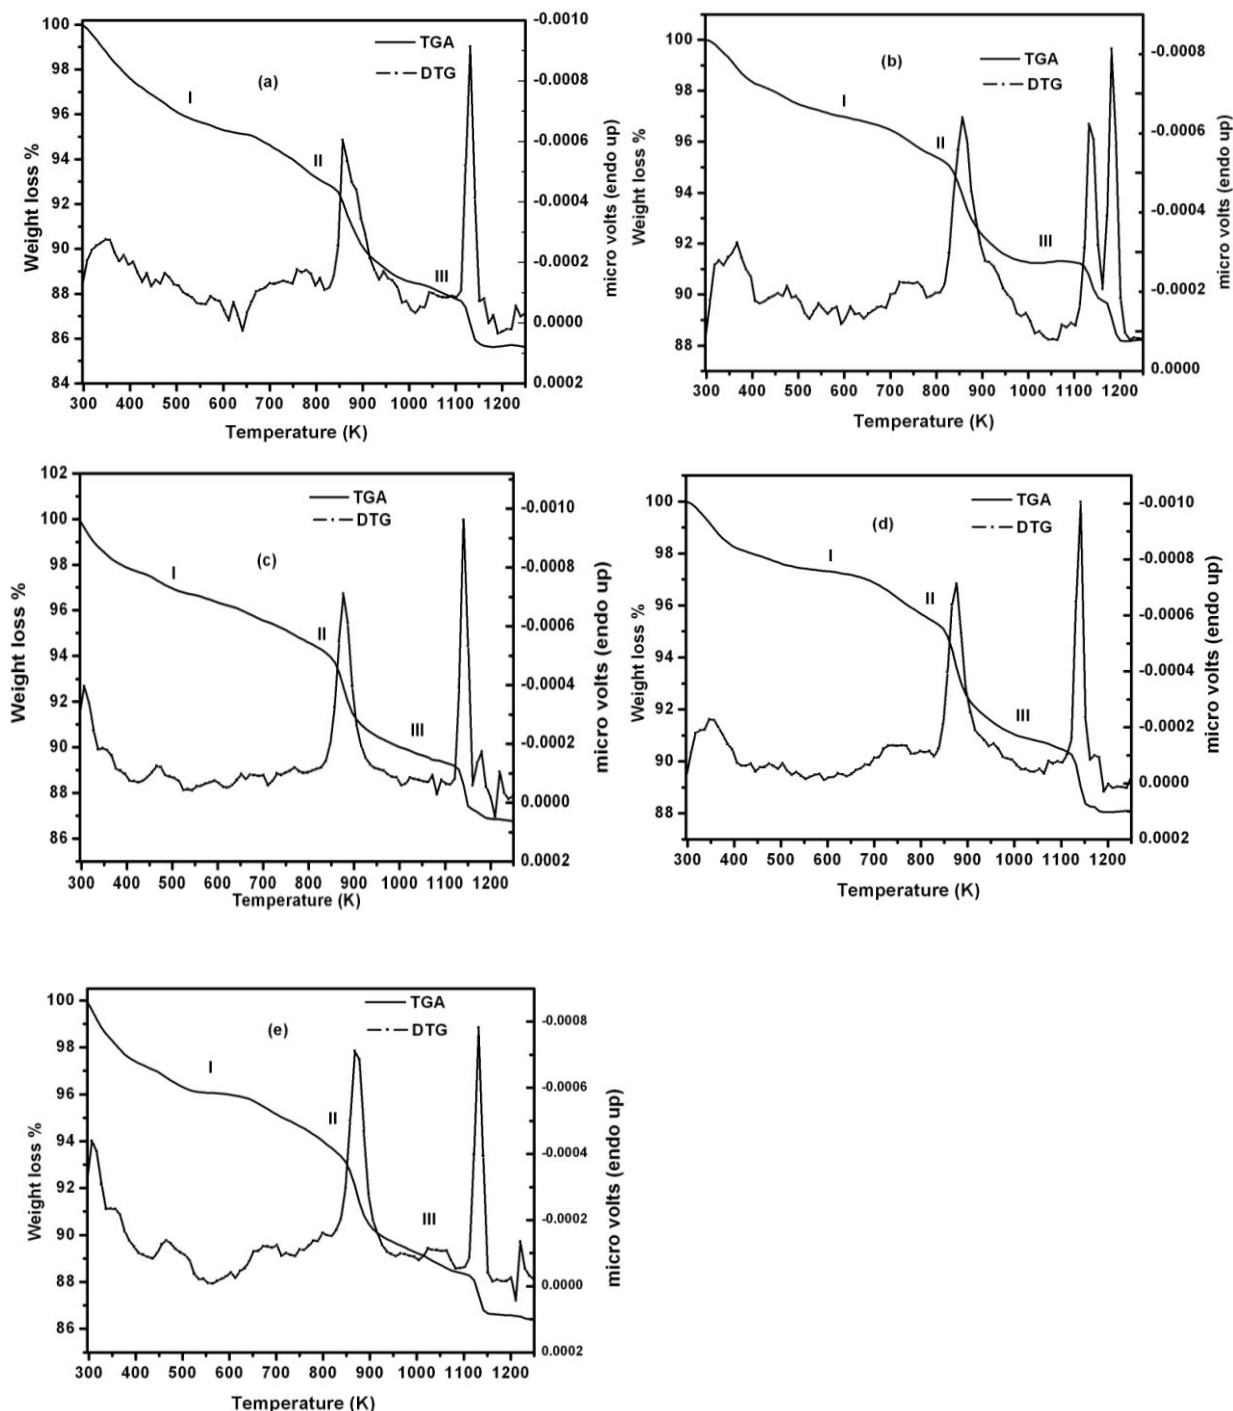 100
98
96
94
92
90
88
86
84
Weight loss %
TGA
DTG
(a)
I
II
III
-0.0010
-0.0008
-0.0006
-0.0004
-0.0002
0.0000
0.0002
micro volts (endo up)
300 400 500 600 700 800 900 1000 1100 1200
Temperature (K)
100
98
96
94
92
90
88
Weight loss %
TGA
DTG
(b)
I
II
III
-0.0008
-0.0006
-0.0004
-0.0002
0.0000
micro volts (endo up)
300 400 500 600 700 800 900 1000 1100 1200
Temperature (K)
102
100
98
96
94
92
90
88
86
Weight loss %
TGA
DTG
(c)
I
II
III
-0.0010
-0.0008
-0.0006
-0.0004
-0.0002
0.0000
0.0002
micro volts (endo up)
300 400 500 600 700 800 900 1000 1100 1200
Temperature (K)
100
98
96
94
92
90
88
Weight loss %
TGA
DTG
(d)
I
II
III
-0.0010
-0.0008
-0.0006
-0.0004
-0.0002
0.0000
0.0002
micro volts (endo up)
300 400 500 600 700 800 900 1000 1100 1200
Temperature (K)
100
98
96
94
92
90
88
86
Weight loss %
TGA
DTG
(e)
I
II
III
-0.0008
-0.0006
-0.0004
-0.0002
0.0000
0.0002
micro volts (endo up)
300 400 500 600 700 800 900 1000 1100 1200
Temperature (K)